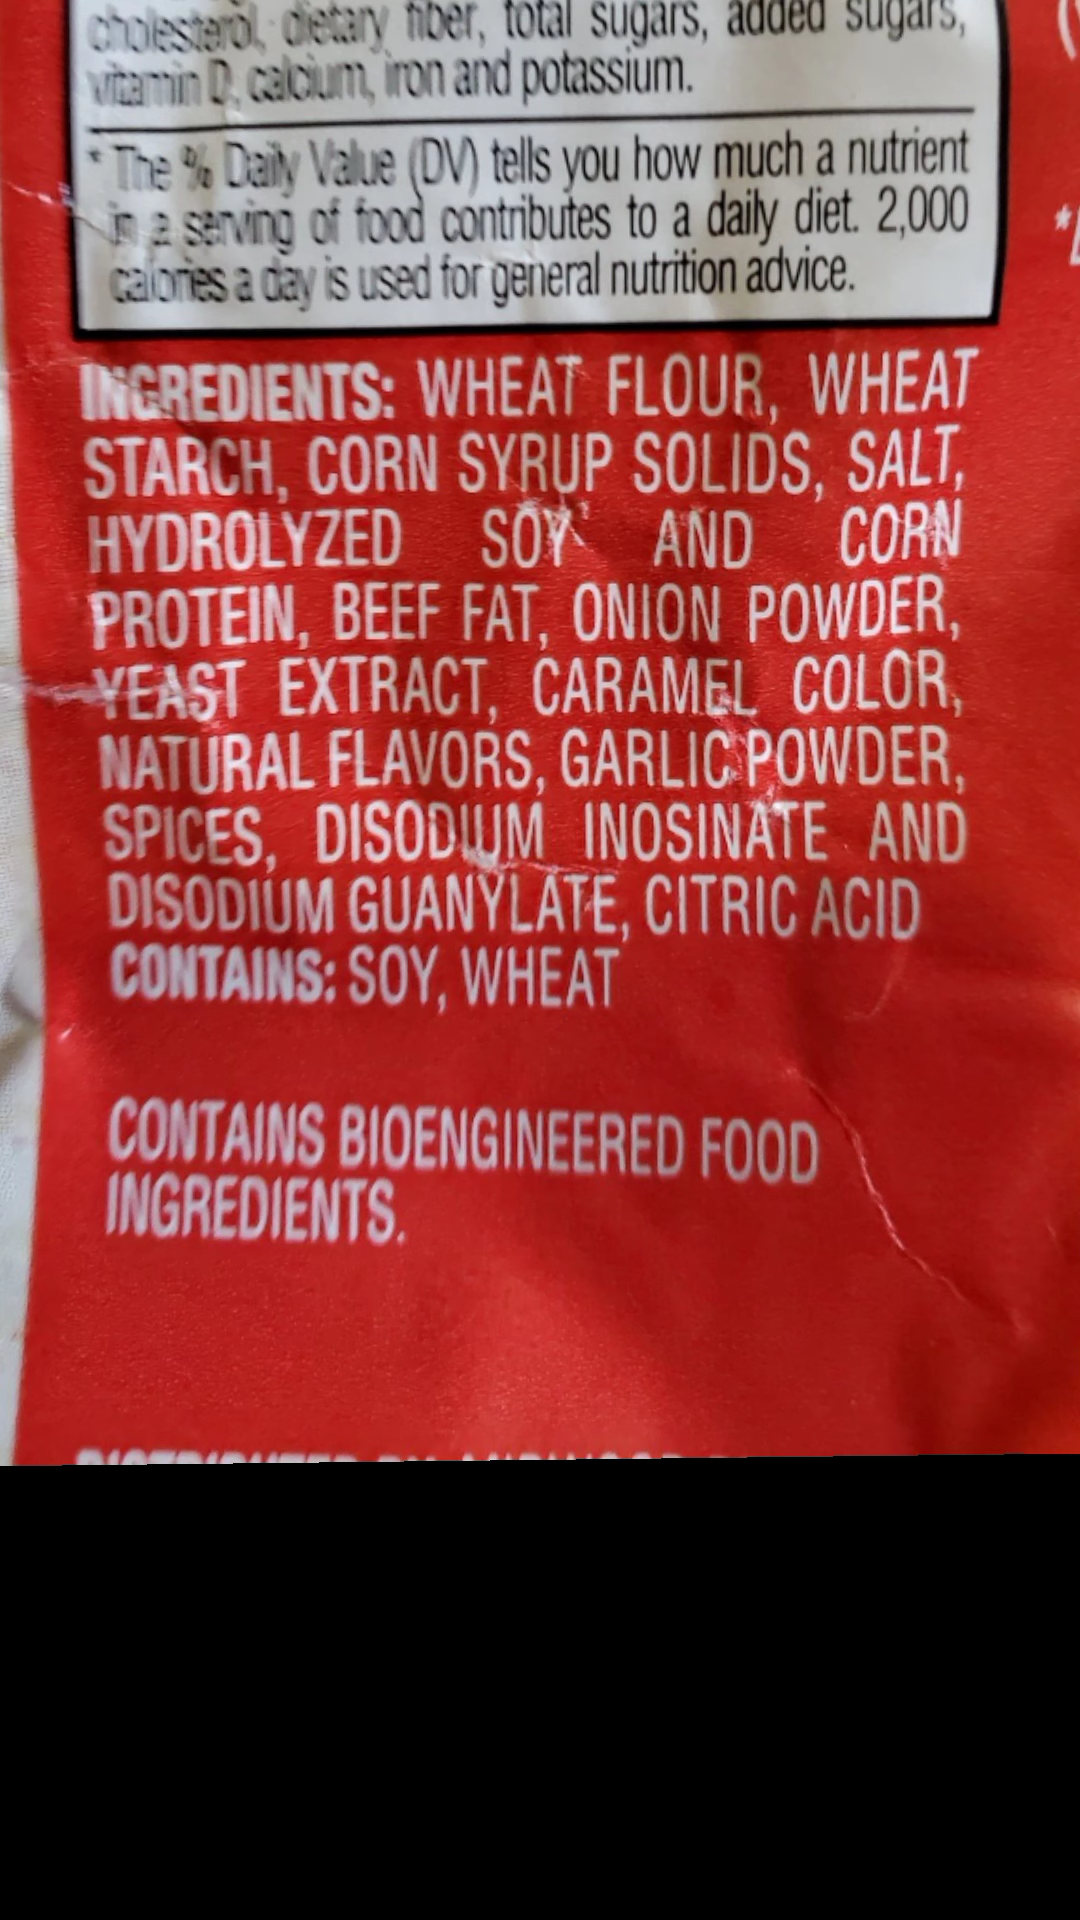 cholesterol, dietary fiber, total sugars, added sugars,
vitamin D, calcium, iron and potassium.
* The % Daily Value (DV) tells you how much a nutrient
in a serving of food contributes to a daily diet. 2,000
calories a day is used for general nutrition advice.
INGREDIENTS: WHEAT FLOUR, WHEAT
STARCH, CORN SYRUP SOLIDS, SALT,
HYDROLYZED SOY AND CORN
PROTEIN, BEEF FAT, ONION POWDER,
YEAST EXTRACT, CARAMEL COLOR,
NATURAL FLAVORS, GARLIC POWDER,
SPICES, DISODIUM INOSINATE AND
DISODIUM GUANYLATE, CITRIC ACID
CONTAINS: SOY, WHEAT
CONTAINS BIOENGINEERED FOOD
INGREDIENTS.